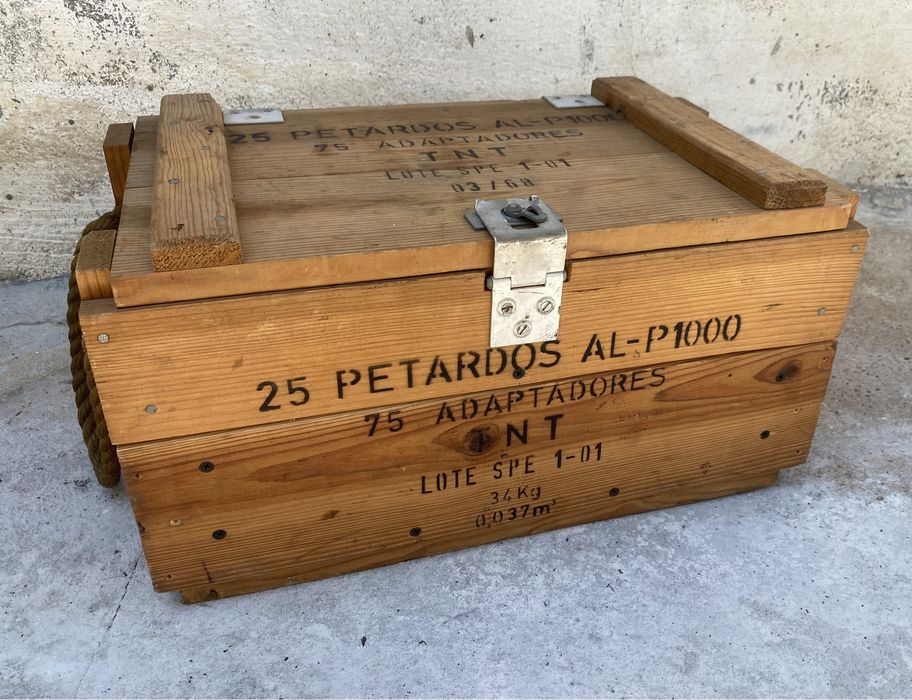 25 PETARDOS AL-P1000
75 ADAPTADORES
TNT
LOTE SPE 1-01
03/68
25 PETARDOS AL-P1000
75 ADAPTADORES
TNT
LOTE SPE 1-01
34Kg
0,037m³